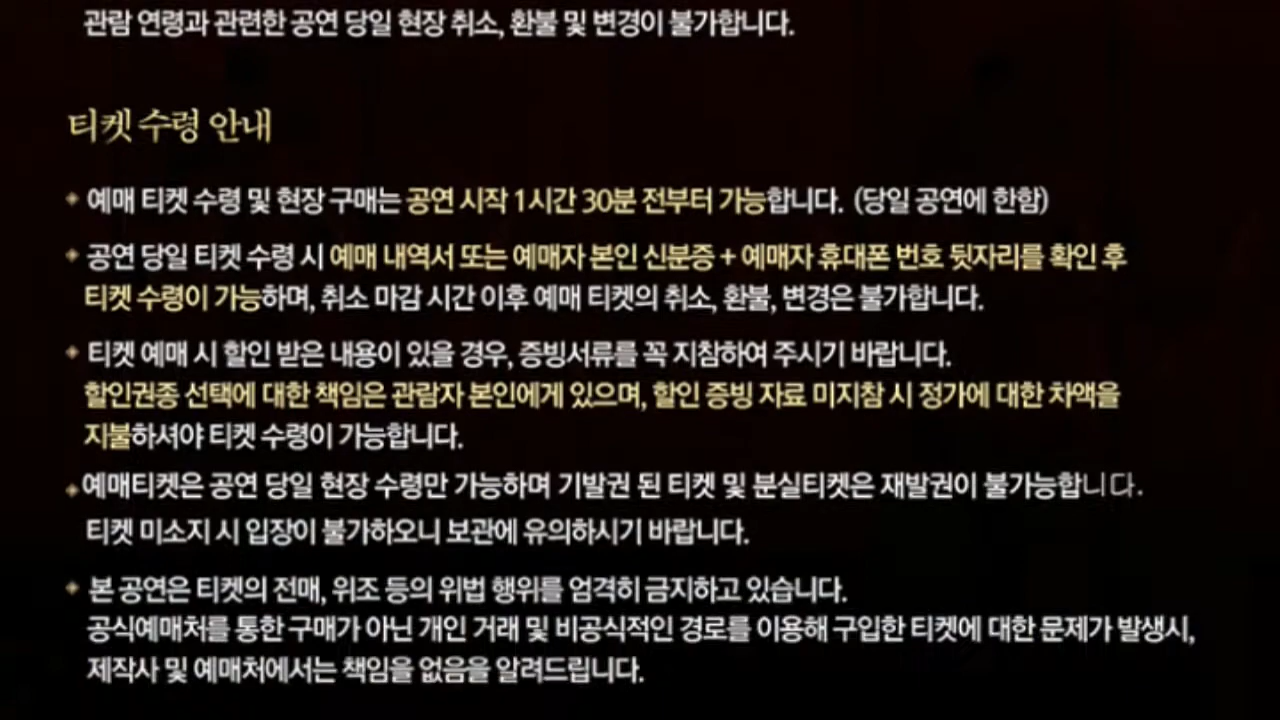 관람 연령과 관련한 공연 당일 현장 취소, 환불 및 변경이 불가합니다.
티켓 수령 안내
예매 티켓 수령 및 현장 구매는 공연 시작 1시간 30분 전부터 가능합니다. (당일 공연에 한함)
공연 당일 티켓 수령 시 예매 내역서 또는 예매자 본인 신분증 + 예매자 휴대폰 번호 뒷자리를 확인 후
티켓 수령이 가능하며, 취소 마감 시간 이후 예매 티켓의 취소, 환불, 변경은 불가합니다.
티켓 예매 시 할인 받은 내용이 있을 경우, 증빙서류를 꼭 지참하여 주시기 바랍니다.
할인권종 선택에 대한 책임은 관람자 본인에게 있으며, 할인 증빙 자료 미지참 시 정가에 대한 차액을
지불하셔야 티켓 수령이 가능합니다.
예매티켓은 공연 당일 현장 수령만 가능하며 기발권 된 티켓 및 분실티켓은 재발권이 불가능합니다.
티켓 미소지 시 입장이 불가하오니 보관에 유의하시기 바랍니다.
본 공연은 티켓의 전매, 위조 등의 위법 행위를 엄격히 금지하고 있습니다.
공식예매처를 통한 구매가 아닌 개인 거래 및 비공식적인 경로를 이용해 구입한 티켓에 대한 문제가 발생시,
제작사 및 예매처에서는 책임을 없음을 알려드립니다.